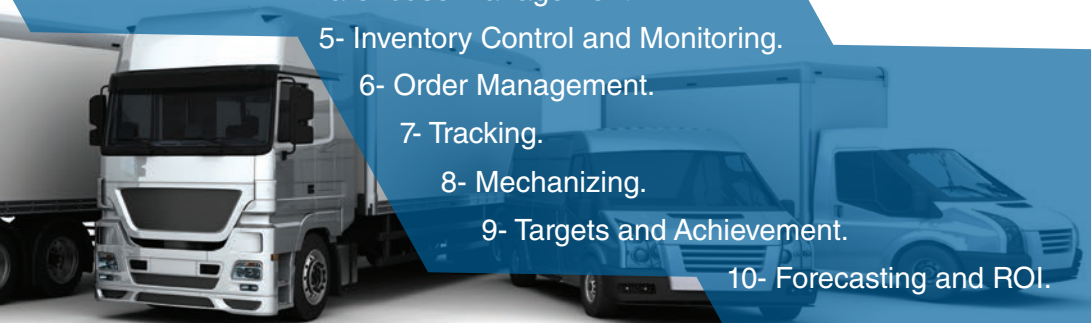 5- Inventory Control and Monitoring.
6- Order Management.
7- Tracking.
8- Mechanizing.
9- Targets and Achievement.
10- Forecasting and ROI.